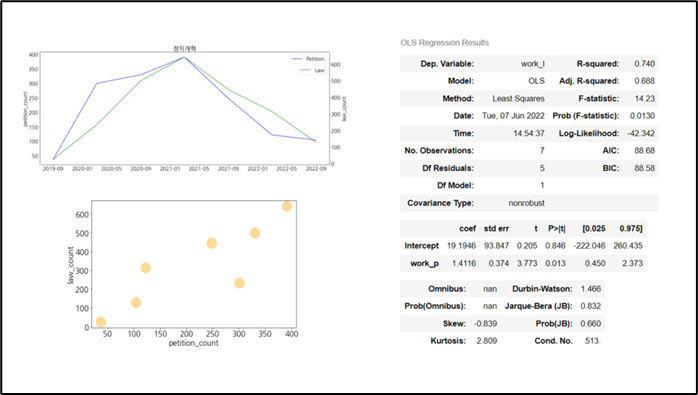 정치개혁
400
350
300
250
200
150
100
50
petition_count
Petition
Law
600
500
400
300
200
100
0
law_count
2019-09 2020-01 2020-05 2020-09 2021-01 2021-05 2021-09 2022-01 2022-05 2022-09
600
500
400
300
200
100
0
law_count
50 100 150 200 250 300 350 400
petition_count
OLS Regression Results
Dep. Variable: work_l R-squared: 0.740
Model: OLS Adj. R-squared: 0.688
Method: Least Squares F-statistic: 14.23
Date: Tue, 07 Jun 2022 Prob (F-statistic): 0.0130
Time: 14:54:37 Log-Likelihood: -42.342
No. Observations: 7 AIC: 88.68
Df Residuals: 5 BIC: 88.58
Df Model: 1
Covariance Type: nonrobust
coef std err t P>|t| [0.025 0.975]
Intercept 19.1946 93.847 0.205 0.846 -222.046 260.435
work_p 1.4116 0.374 3.773 0.013 0.450 2.373
Omnibus: nan Durbin-Watson: 1.466
Prob(Omnibus): nan Jarque-Bera (JB): 0.832
Skew: -0.839 Prob(JB): 0.660
Kurtosis: 2.809 Cond. No. 513.